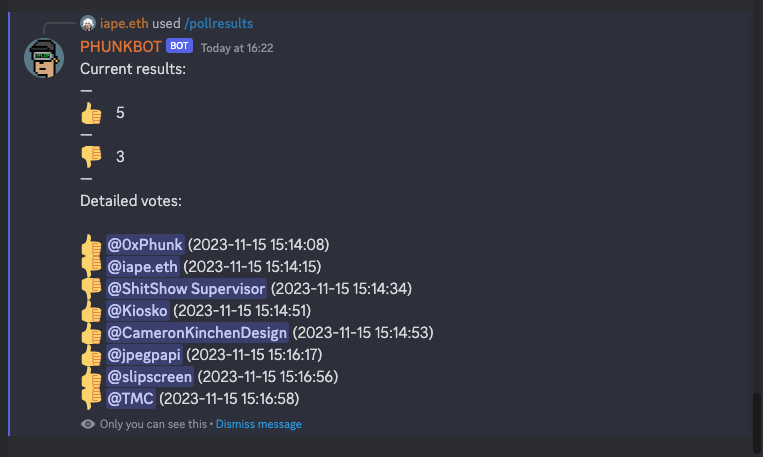 iape.eth used /pollresults
PHUNKBOT BOT Today at 16:22
Current results:
—
👍 5
—
👎 3
—
Detailed votes:
👍 @0xPhunk (2023-11-15 15:14:08)
👎 @iape.eth (2023-11-15 15:14:15)
👎 @ShitShow Supervisor (2023-11-15 15:14:34)
👍 @Kiosko (2023-11-15 15:14:51)
👍 @CameronKinchenDesign (2023-11-15 15:14:53)
👍 @jpegpapi (2023-11-15 15:16:17)
👍 @slipscreen (2023-11-15 15:16:56)
👎 @TMC (2023-11-15 15:16:58)
Only you can see this • Dismiss message